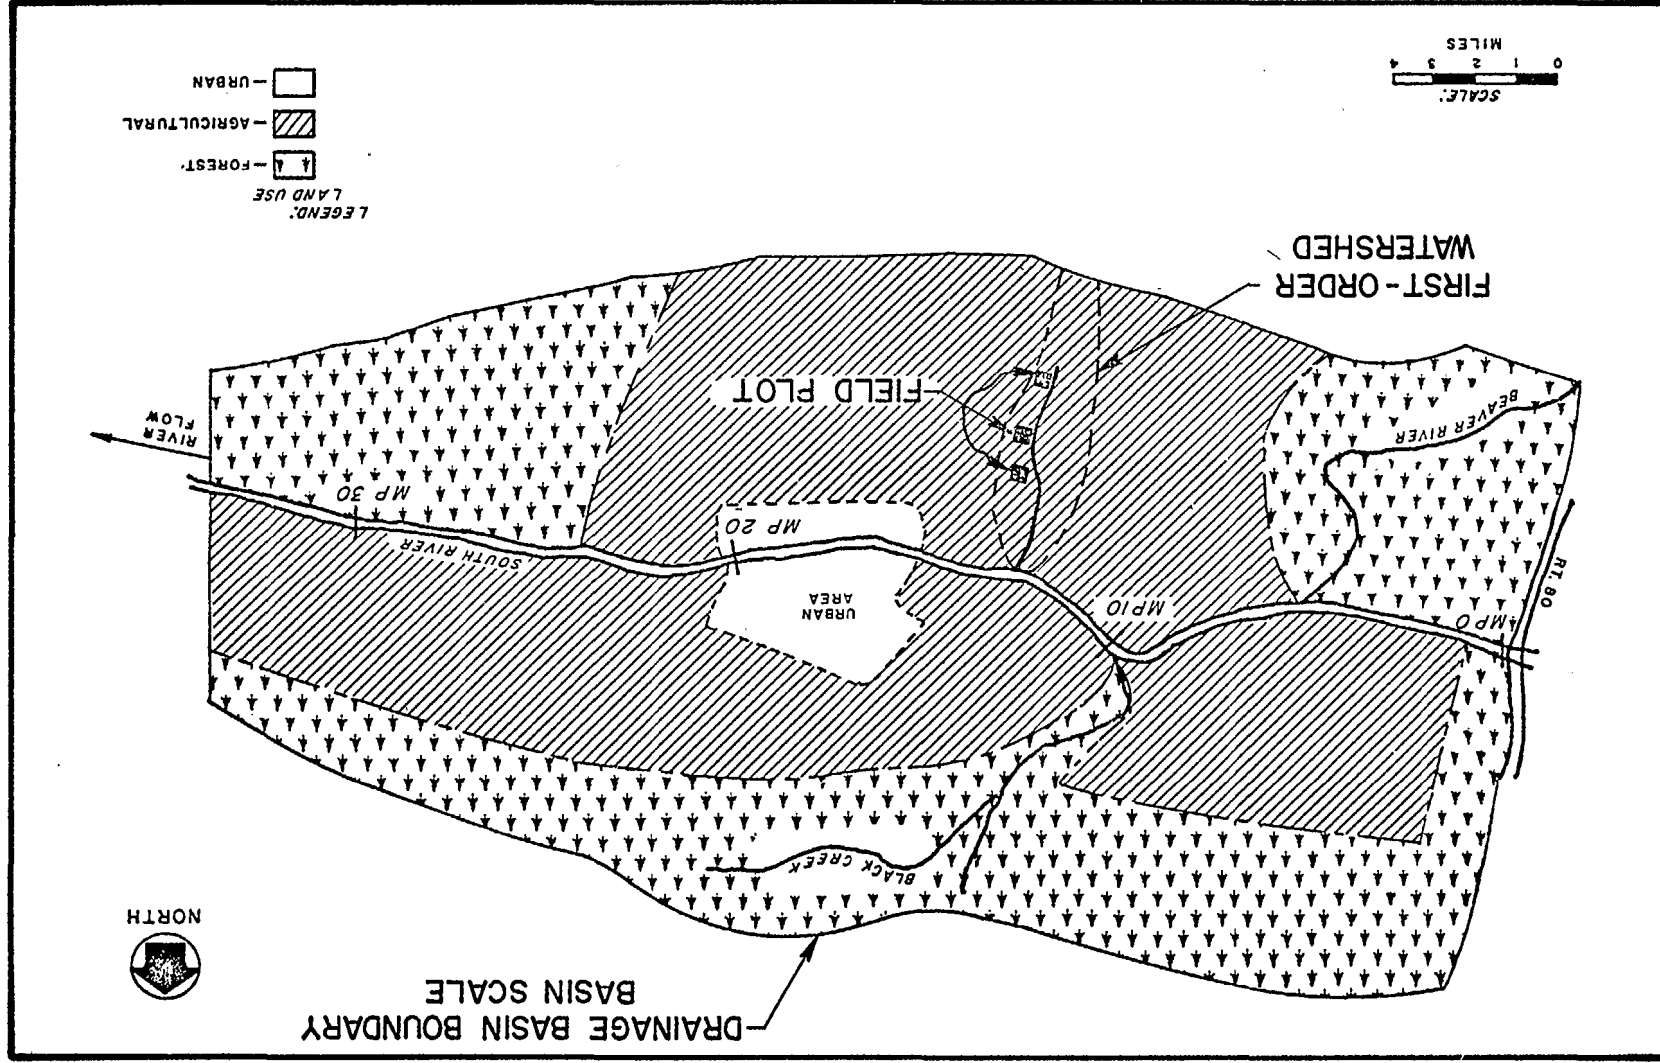 DRAINAGE BASIN BOUNDARY
BASIN SCALE
NORTH
BLACK CREEK
RT. 80
MP 0
MP 10
URBAN
AREA
MP 20
SOUTH RIVER
MP 30
RIVER
FLOW
BEAVER RIVER
FIELD PLOT
FIRST-ORDER
WATERSHED
LEGEND:
LAND USE
FOREST
AGRICULTURAL
URBAN
SCALE:
0 1 2 3 4
MILES